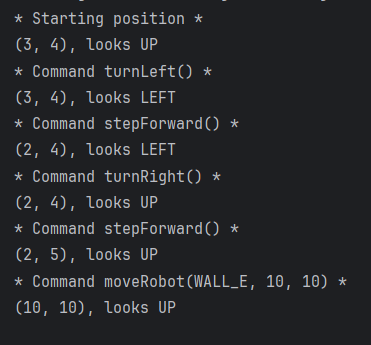 * Starting position *
(3, 4), looks UP
* Command turnLeft() *
(3, 4), looks LEFT
* Command stepForward() *
(2, 4), looks LEFT
* Command turnRight() *
(2, 4), looks UP
* Command stepForward() *
(2, 5), looks UP
* Command moveRobot(WALL_E, 10, 10) *
(10, 10), looks UP